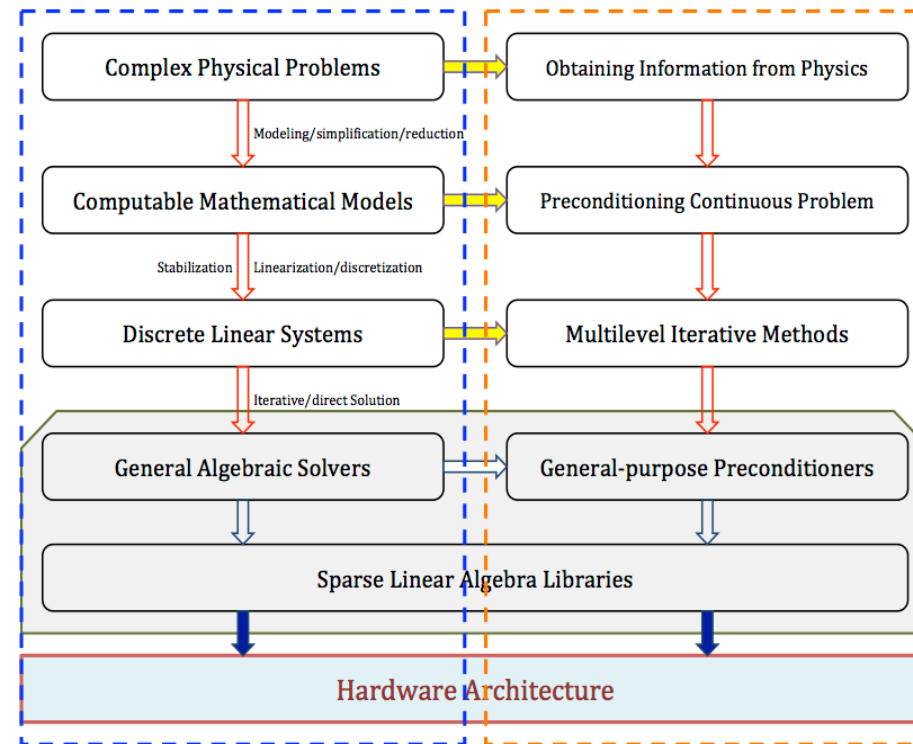 Complex Physical Problems
Obtaining Information from Physics
Modeling/simplification/reduction
Computable Mathematical Models
Preconditioning Continuous Problem
Stabilization
Linearization/discretization
Discrete Linear Systems
Multilevel Iterative Methods
Iterative/direct Solution
General Algebraic Solvers
General-purpose Preconditioners
Sparse Linear Algebra Libraries
Hardware Architecture